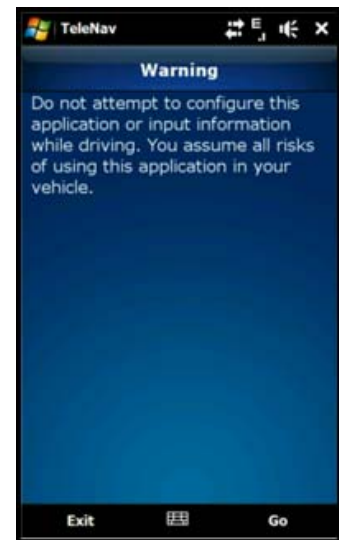 TeleNav
E
Warning
Do not attempt to configure this
application or input information
while driving. You assume all risks
of using this application in your
vehicle.
Exit
Go